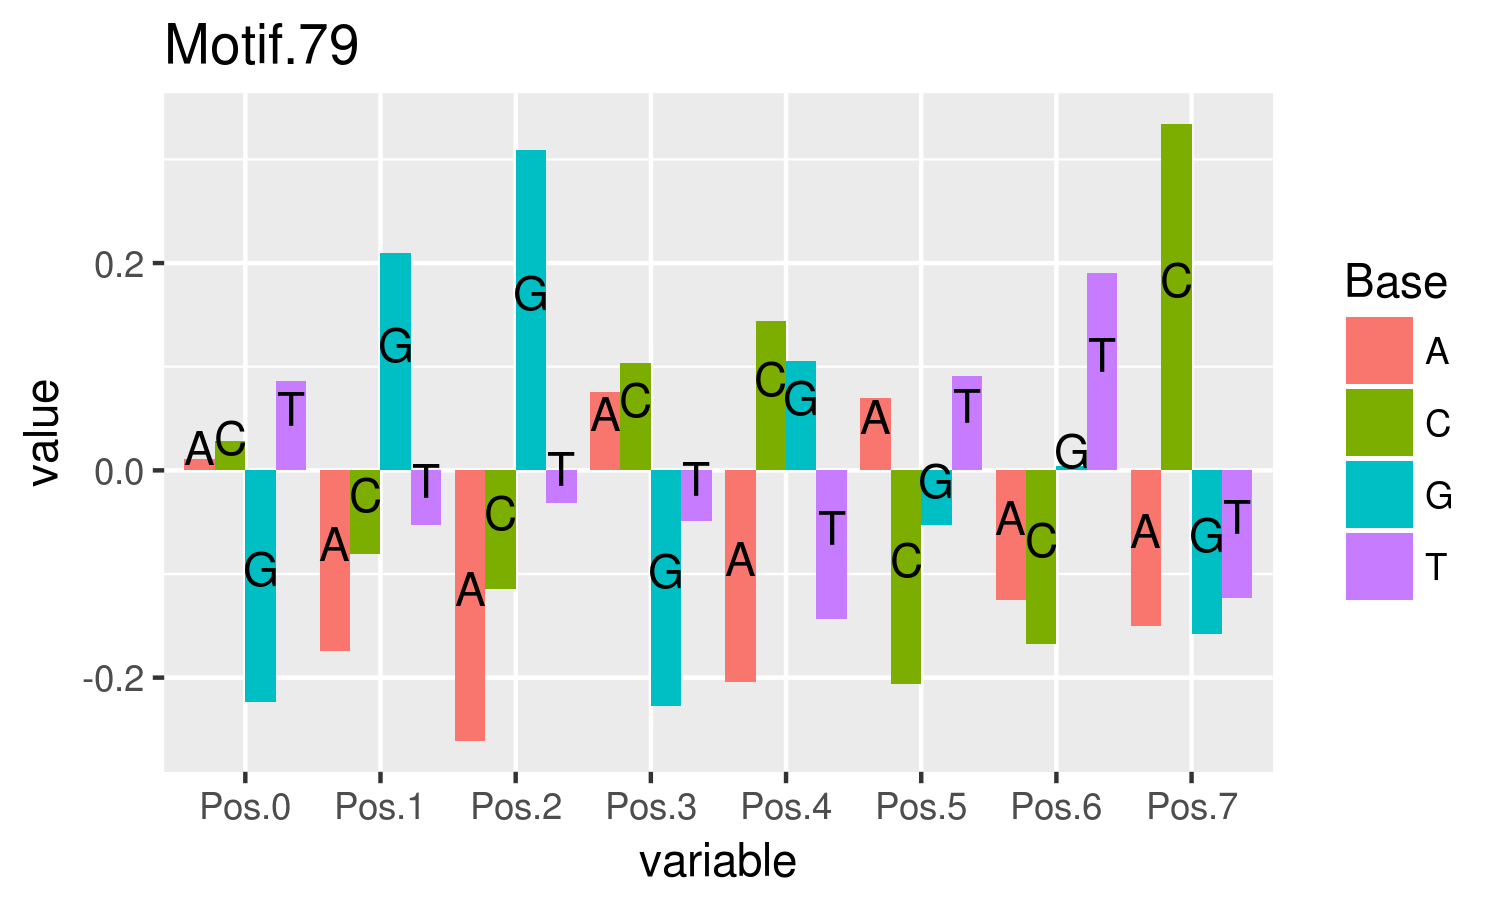 Motif.79
value
0.2
0.0
-0.2
A C G T
A C G T
A C G T
A C G T
A C G T
A C G T
A C G T
A C G T
Pos.0 Pos.1 Pos.2 Pos.3 Pos.4 Pos.5 Pos.6 Pos.7
variable
Base
A
C
G
T